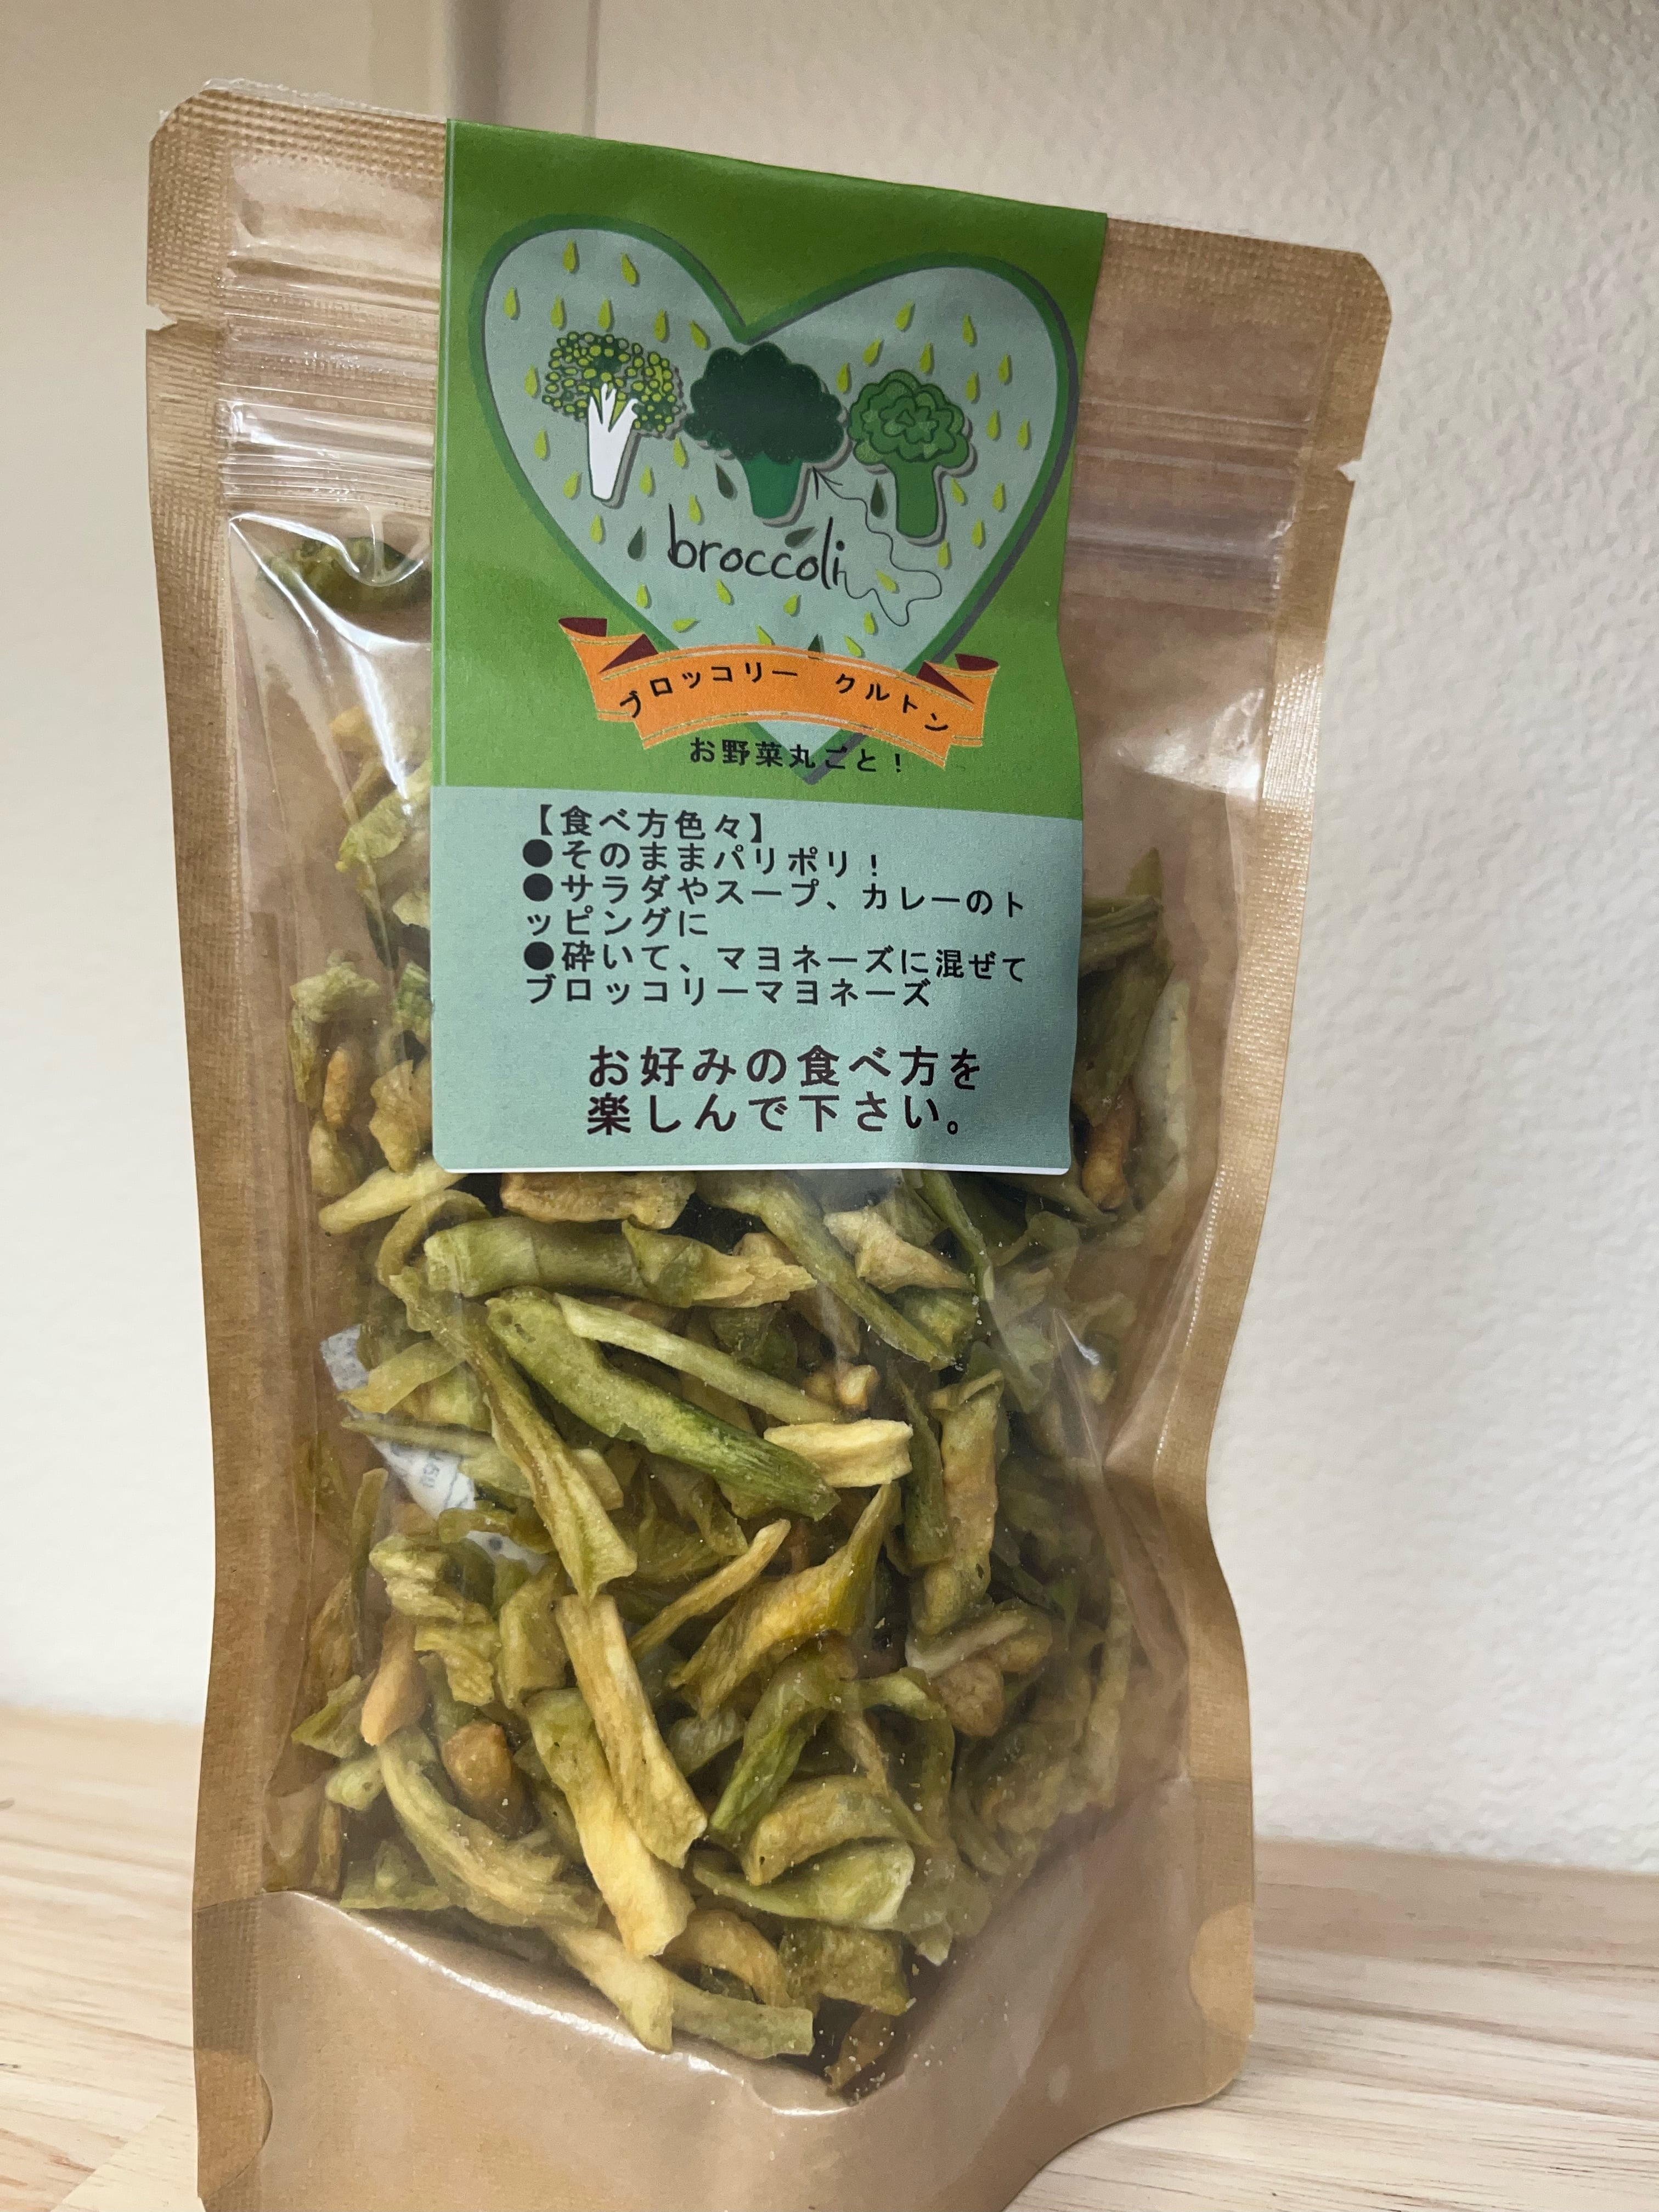 broccoli
ブロッコリー クルトン
お野菜丸ごと!
【食べ方色々】
●そのままパリポリ!
●サラダやスープ、カレーのト
ッピングに
●砕いて、マヨネーズに混ぜて
ブロッコリーマヨネーズ
お好みの食べ方を
楽しんで下さい。